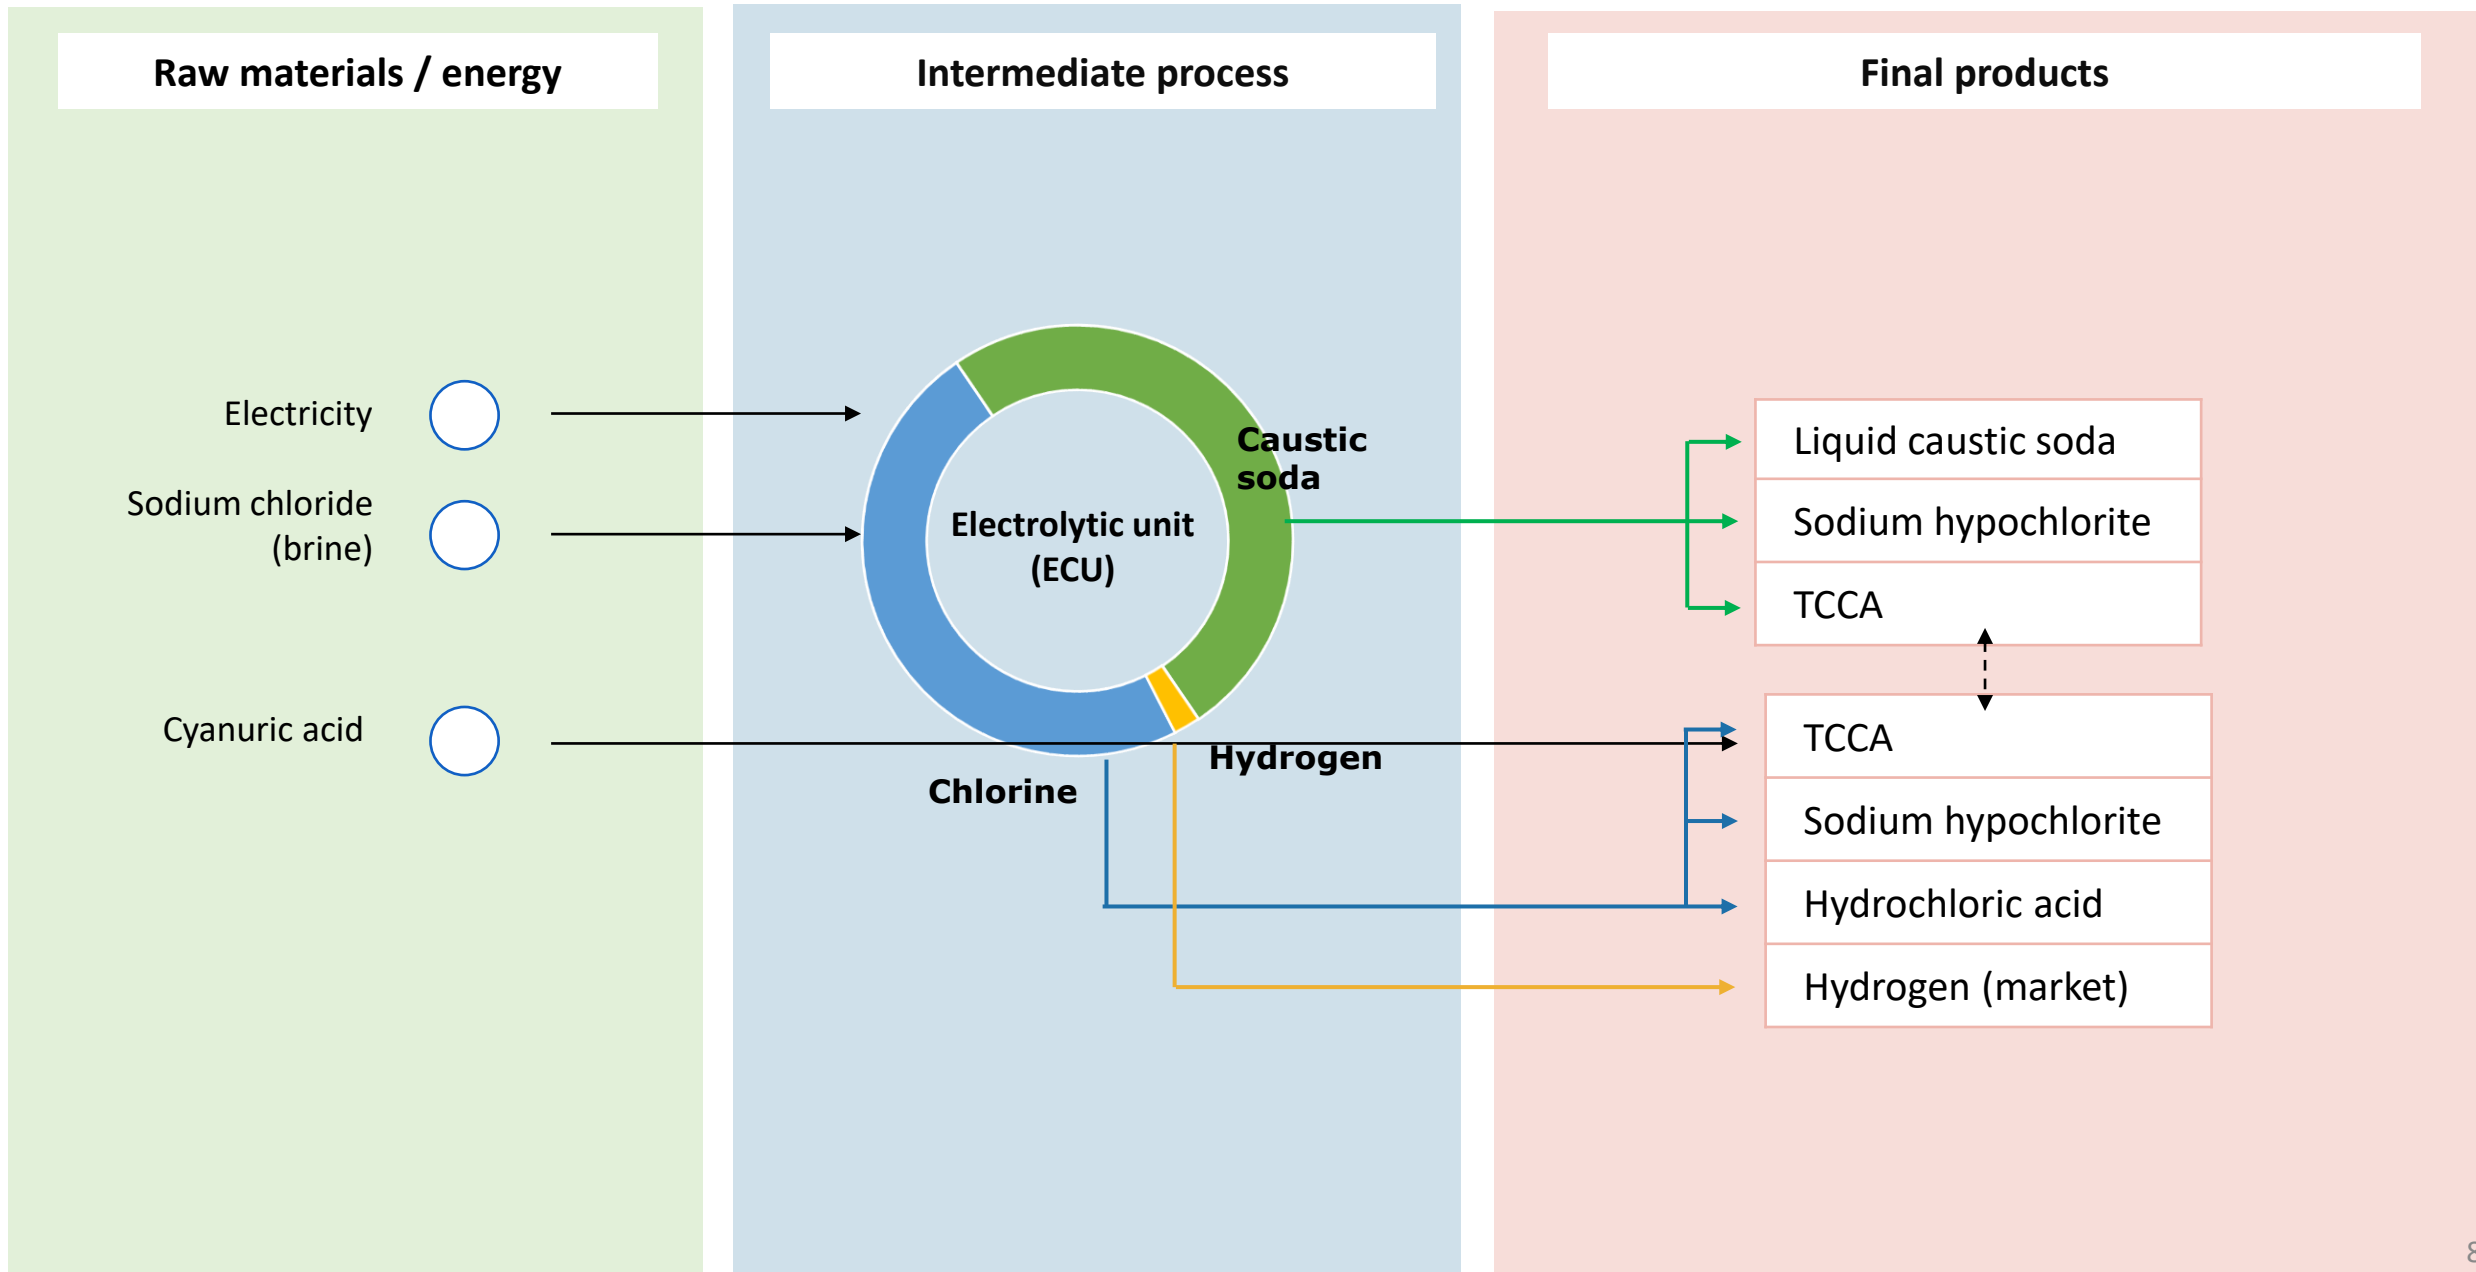 Raw materials / energy
Intermediate process
Final products
Electricity
Sodium chloride
(brine)
Cyanuric acid
Caustic
soda
Electrolytic unit
(ECU)
Hydrogen
Chlorine
Liquid caustic soda
Sodium hypochlorite
TCCA
TCCA
Sodium hypochlorite
Hydrochloric acid
Hydrogen (market)
8